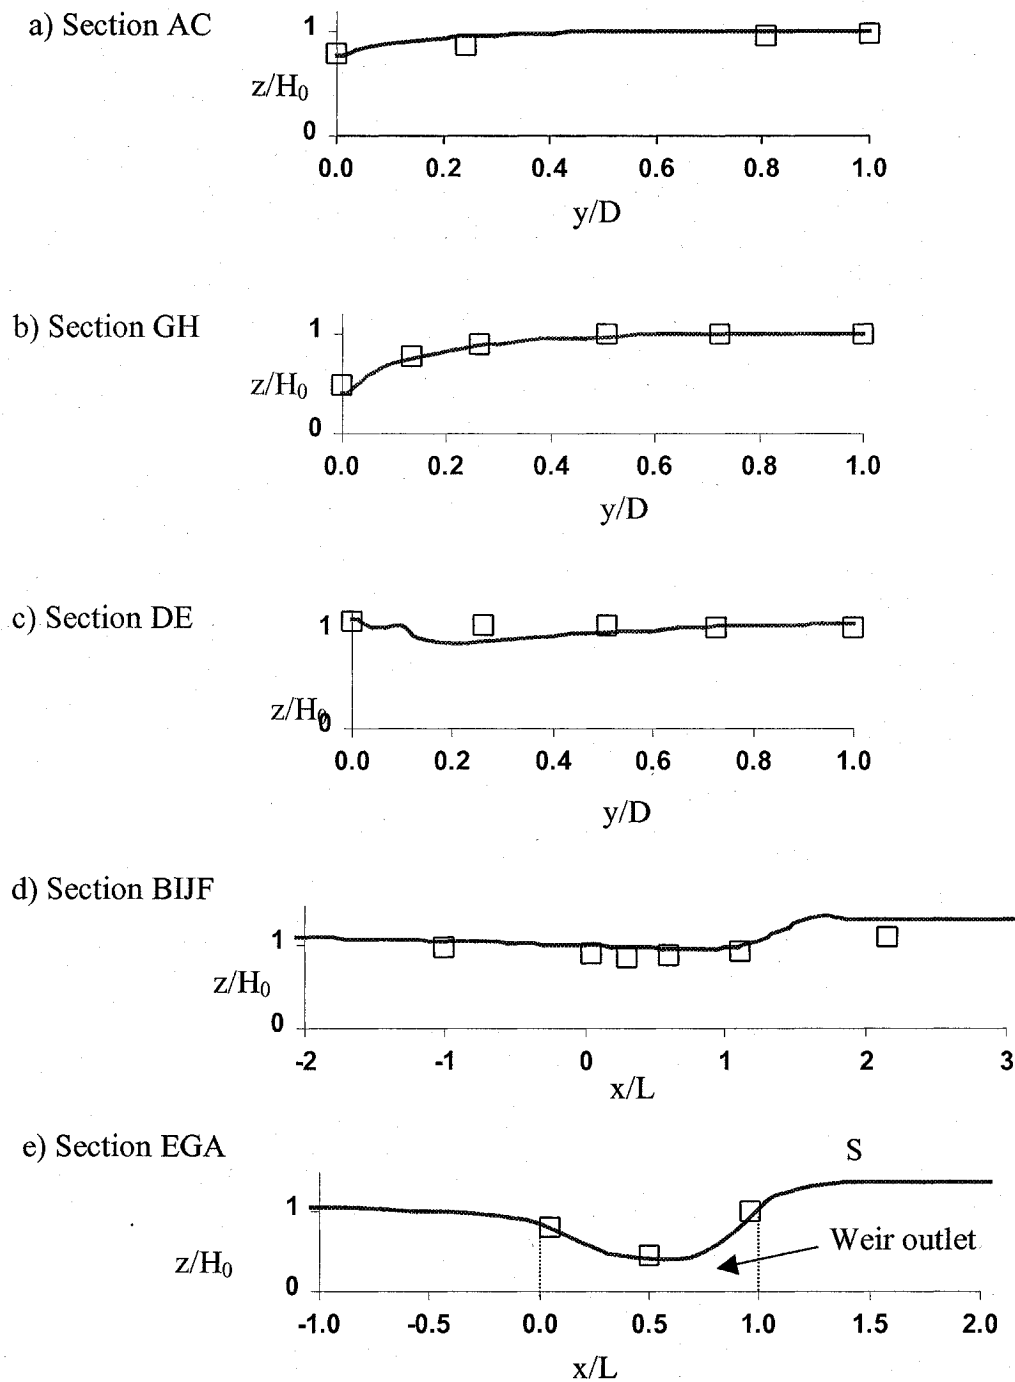 a) Section AC
1
z/H₀
0
0.0 0.2 0.4 0.6 0.8 1.0
y/D
b) Section GH
1
z/H₀
0
0.0 0.2 0.4 0.6 0.8 1.0
y/D
c) Section DE
1
z/H₀
0
0.0 0.2 0.4 0.6 0.8 1.0
y/D
d) Section BIJF
1
z/H₀
0
-2 -1 0 1 2 3
x/L
e) Section EGA
S
1
Weir outlet
z/H₀
0
-1.0 -0.5 0.0 0.5 1.0 1.5 2.0
x/L